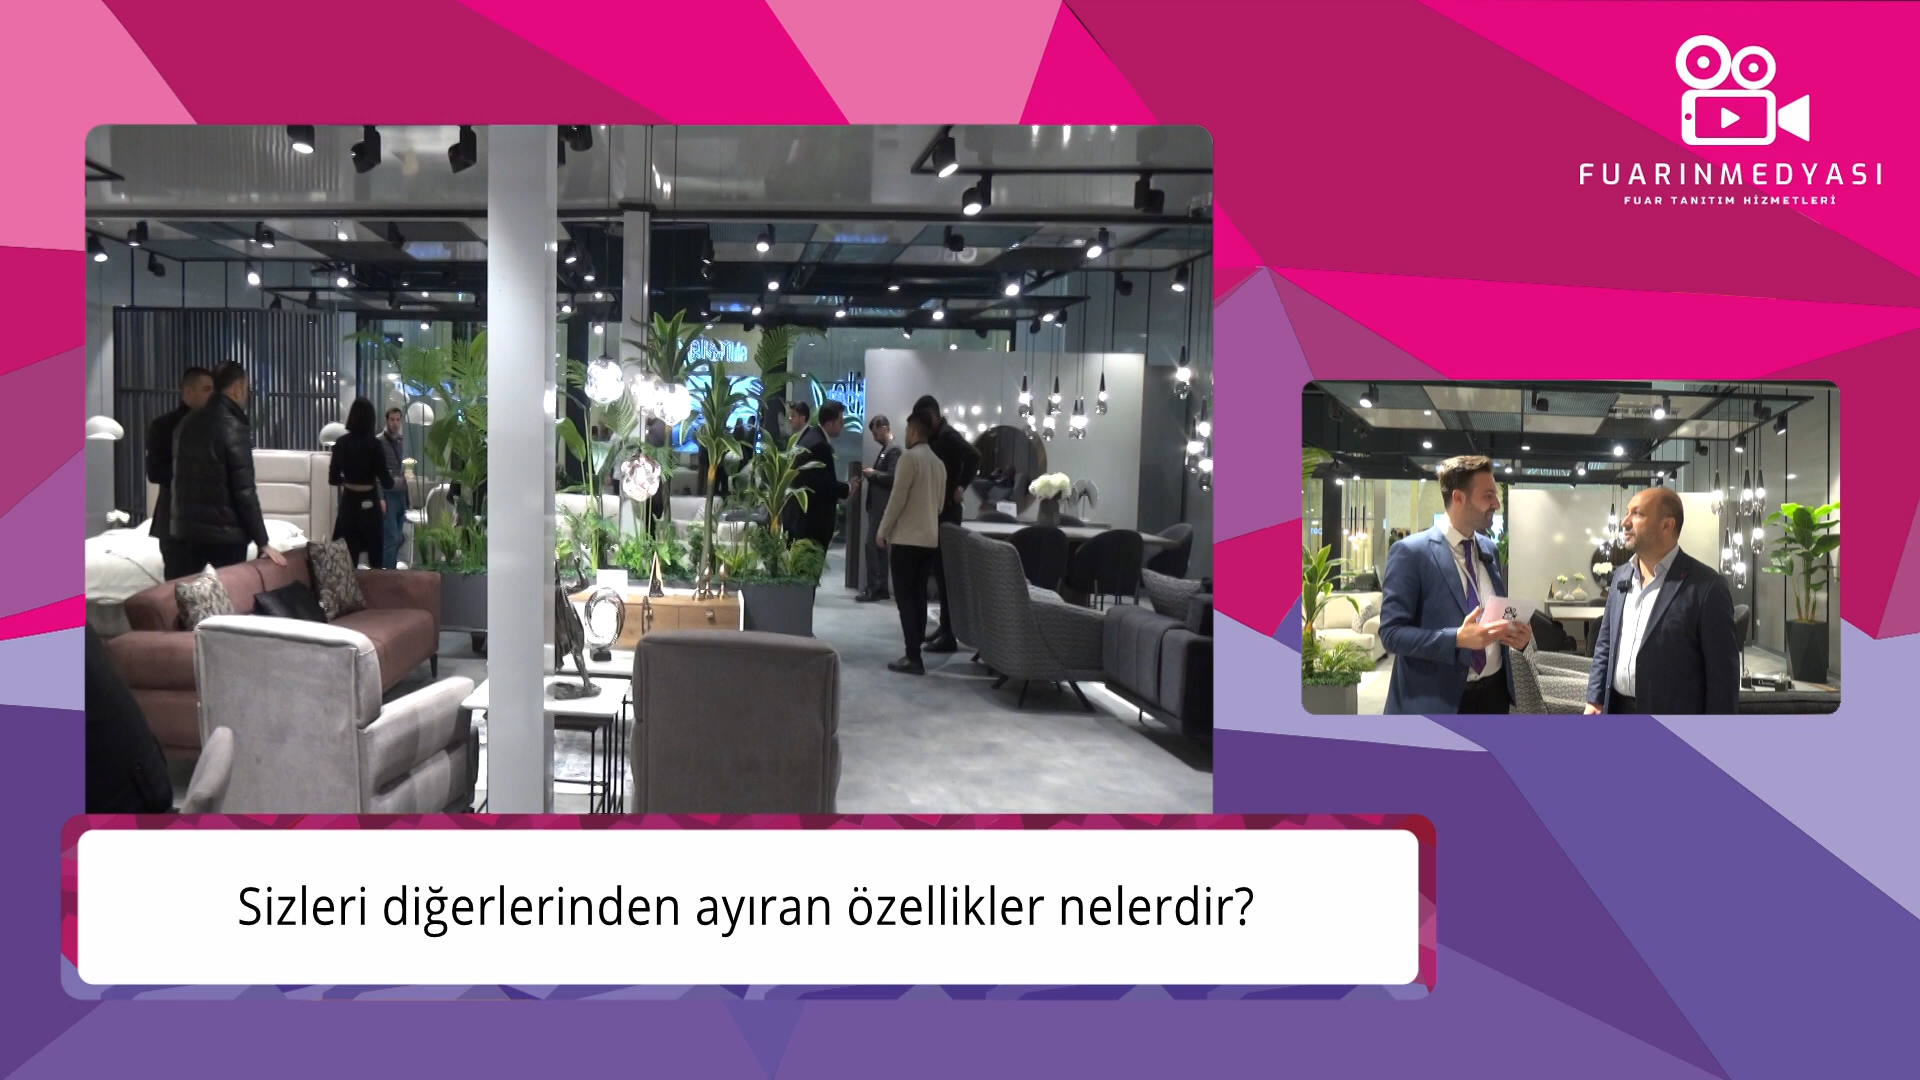 FUARINMEDYASI
FUAR TANITIM HİZMETLERİ
Sizleri diğerlerinden ayıran özellikler nelerdir?